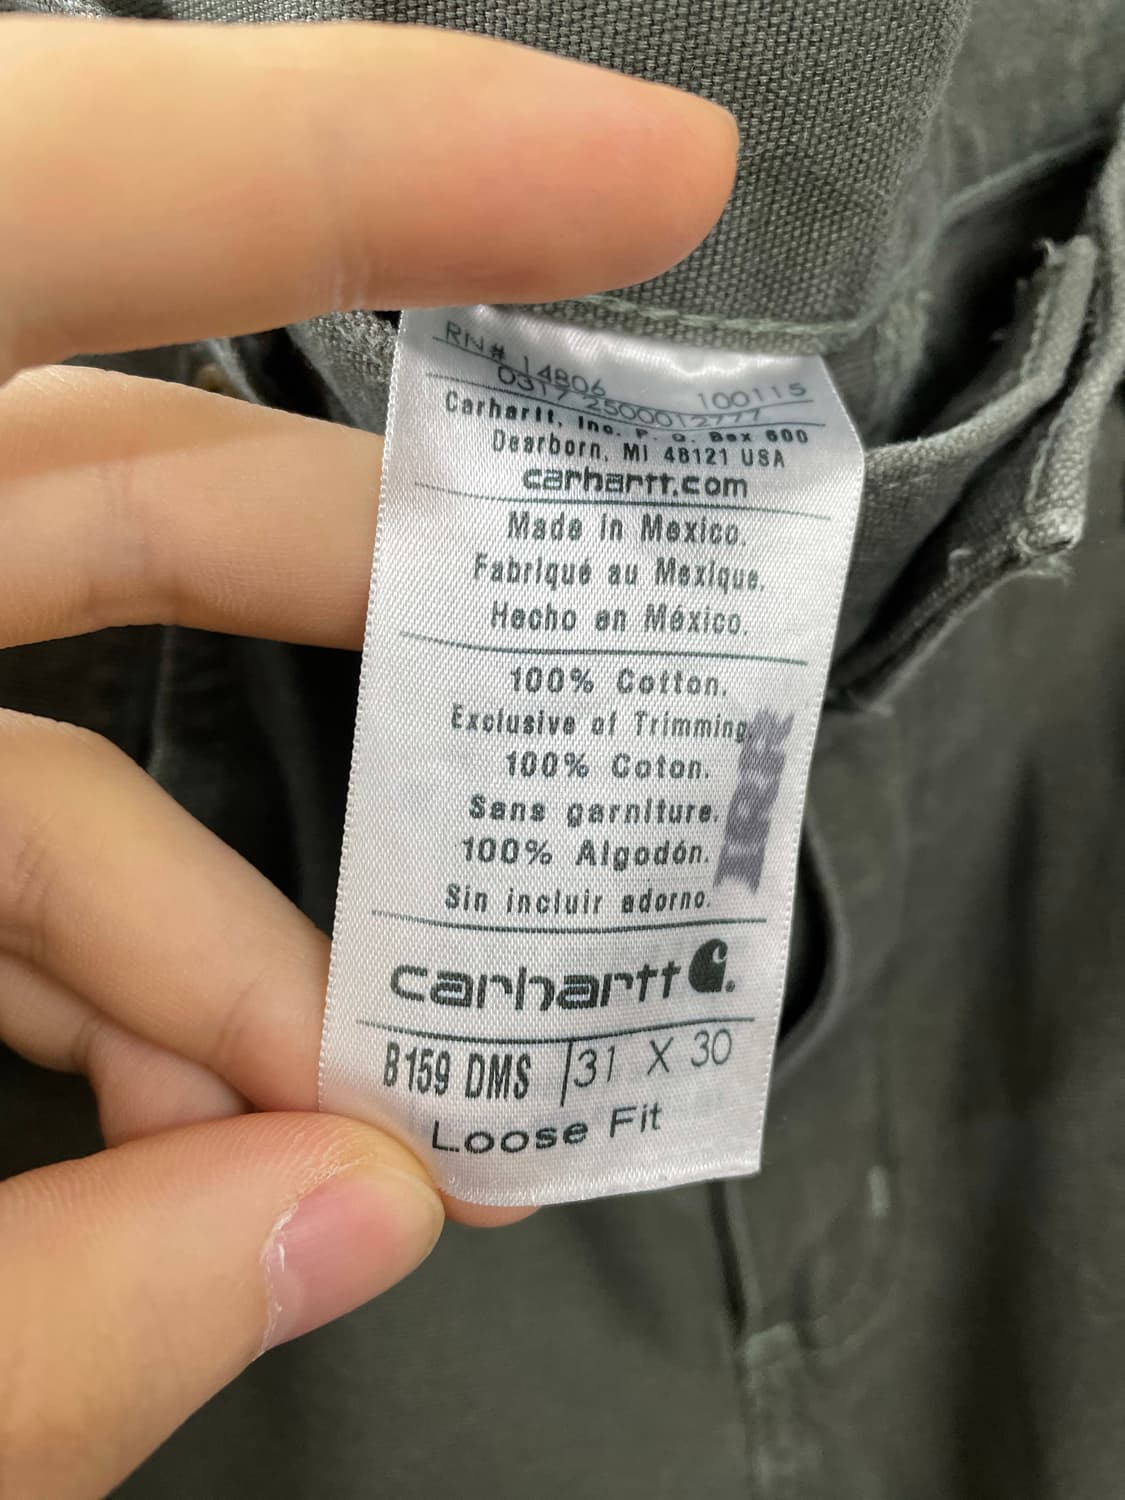 RN# 14806 100115
0317 2500012777
Carhartt, Inc. P. O. Box 600
Dearborn, MI 48121 USA
carhartt.com
Made in Mexico.
Fabriqué au Mexique.
Hecho en México.
100% Cotton.
Exclusive of Trimming
100% Coton.
Sans garniture.
100% Algodón.
Sin incluir adorno.
carhartt
B159 DMS 31 X 30
Loose Fit
IRR